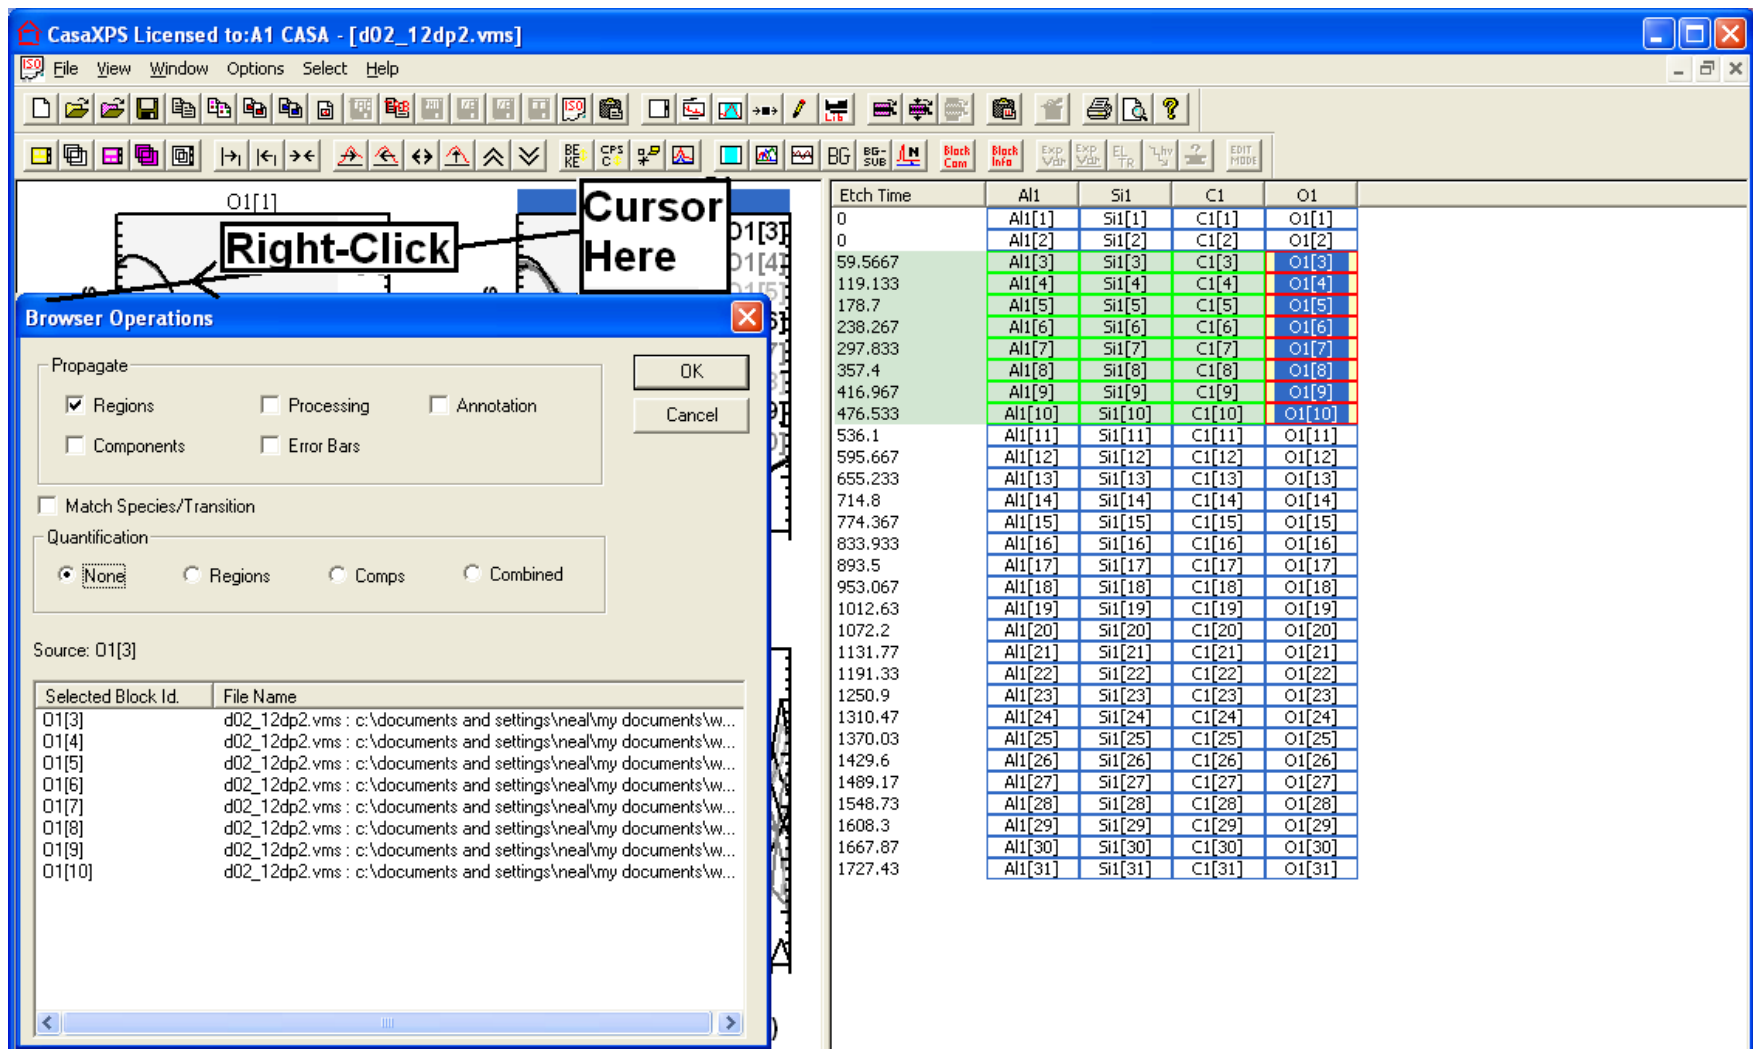 CasaXPS Licensed to:A1 CASA - [d02_12dp2.vms]
File View Window Options Select Help
BE KE CPS C BG BG-SUB Block Com Block Info Exp Var Exp Var EL TR hv EDIT MODE
O1[1]
Right-Click
Cursor
Here
O1[3]
O1[4]
O1[5]
Browser Operations
Propagate
Regions Processing Annotation
Components Error Bars
OK
Cancel
Match Species/Transition
Quantification
None Regions Comps Combined
Source: O1[3]
Selected Block Id. File Name
O1[3] d02_12dp2.vms : c:\documents and settings\neal\my documents\w...
O1[4] d02_12dp2.vms : c:\documents and settings\neal\my documents\w...
O1[5] d02_12dp2.vms : c:\documents and settings\neal\my documents\w...
O1[6] d02_12dp2.vms : c:\documents and settings\neal\my documents\w...
O1[7] d02_12dp2.vms : c:\documents and settings\neal\my documents\w...
O1[8] d02_12dp2.vms : c:\documents and settings\neal\my documents\w...
O1[9] d02_12dp2.vms : c:\documents and settings\neal\my documents\w...
O1[10] d02_12dp2.vms : c:\documents and settings\neal\my documents\w...
Etch Time Al1 Si1 C1 O1
0 Al1[1] Si1[1] C1[1] O1[1]
0 Al1[2] Si1[2] C1[2] O1[2]
59.5667 Al1[3] Si1[3] C1[3] O1[3]
119.133 Al1[4] Si1[4] C1[4] O1[4]
178.7 Al1[5] Si1[5] C1[5] O1[5]
238.267 Al1[6] Si1[6] C1[6] O1[6]
297.833 Al1[7] Si1[7] C1[7] O1[7]
357.4 Al1[8] Si1[8] C1[8] O1[8]
416.967 Al1[9] Si1[9] C1[9] O1[9]
476.533 Al1[10] Si1[10] C1[10] O1[10]
536.1 Al1[11] Si1[11] C1[11] O1[11]
595.667 Al1[12] Si1[12] C1[12] O1[12]
655.233 Al1[13] Si1[13] C1[13] O1[13]
714.8 Al1[14] Si1[14] C1[14] O1[14]
774.367 Al1[15] Si1[15] C1[15] O1[15]
833.933 Al1[16] Si1[16] C1[16] O1[16]
893.5 Al1[17] Si1[17] C1[17] O1[17]
953.067 Al1[18] Si1[18] C1[18] O1[18]
1012.63 Al1[19] Si1[19] C1[19] O1[19]
1072.2 Al1[20] Si1[20] C1[20] O1[20]
1131.77 Al1[21] Si1[21] C1[21] O1[21]
1191.33 Al1[22] Si1[22] C1[22] O1[22]
1250.9 Al1[23] Si1[23] C1[23] O1[23]
1310.47 Al1[24] Si1[24] C1[24] O1[24]
1370.03 Al1[25] Si1[25] C1[25] O1[25]
1429.6 Al1[26] Si1[26] C1[26] O1[26]
1489.17 Al1[27] Si1[27] C1[27] O1[27]
1548.73 Al1[28] Si1[28] C1[28] O1[28]
1608.3 Al1[29] Si1[29] C1[29] O1[29]
1667.87 Al1[30] Si1[30] C1[30] O1[30]
1727.43 Al1[31] Si1[31] C1[31] O1[31]